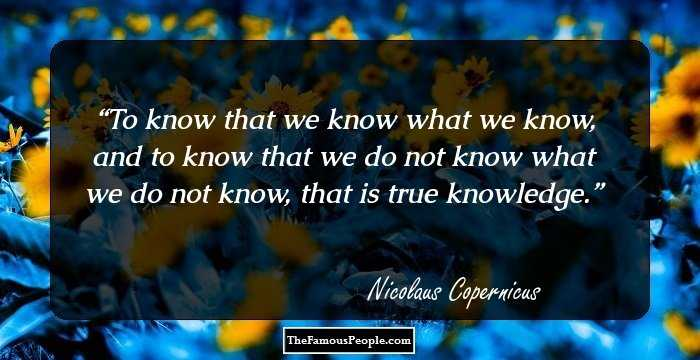 “To know that we know what we know,
and to know that we do not know what
we do not know, that is true knowledge.”
Nicolaus Copernicus
TheFamousPeople.com